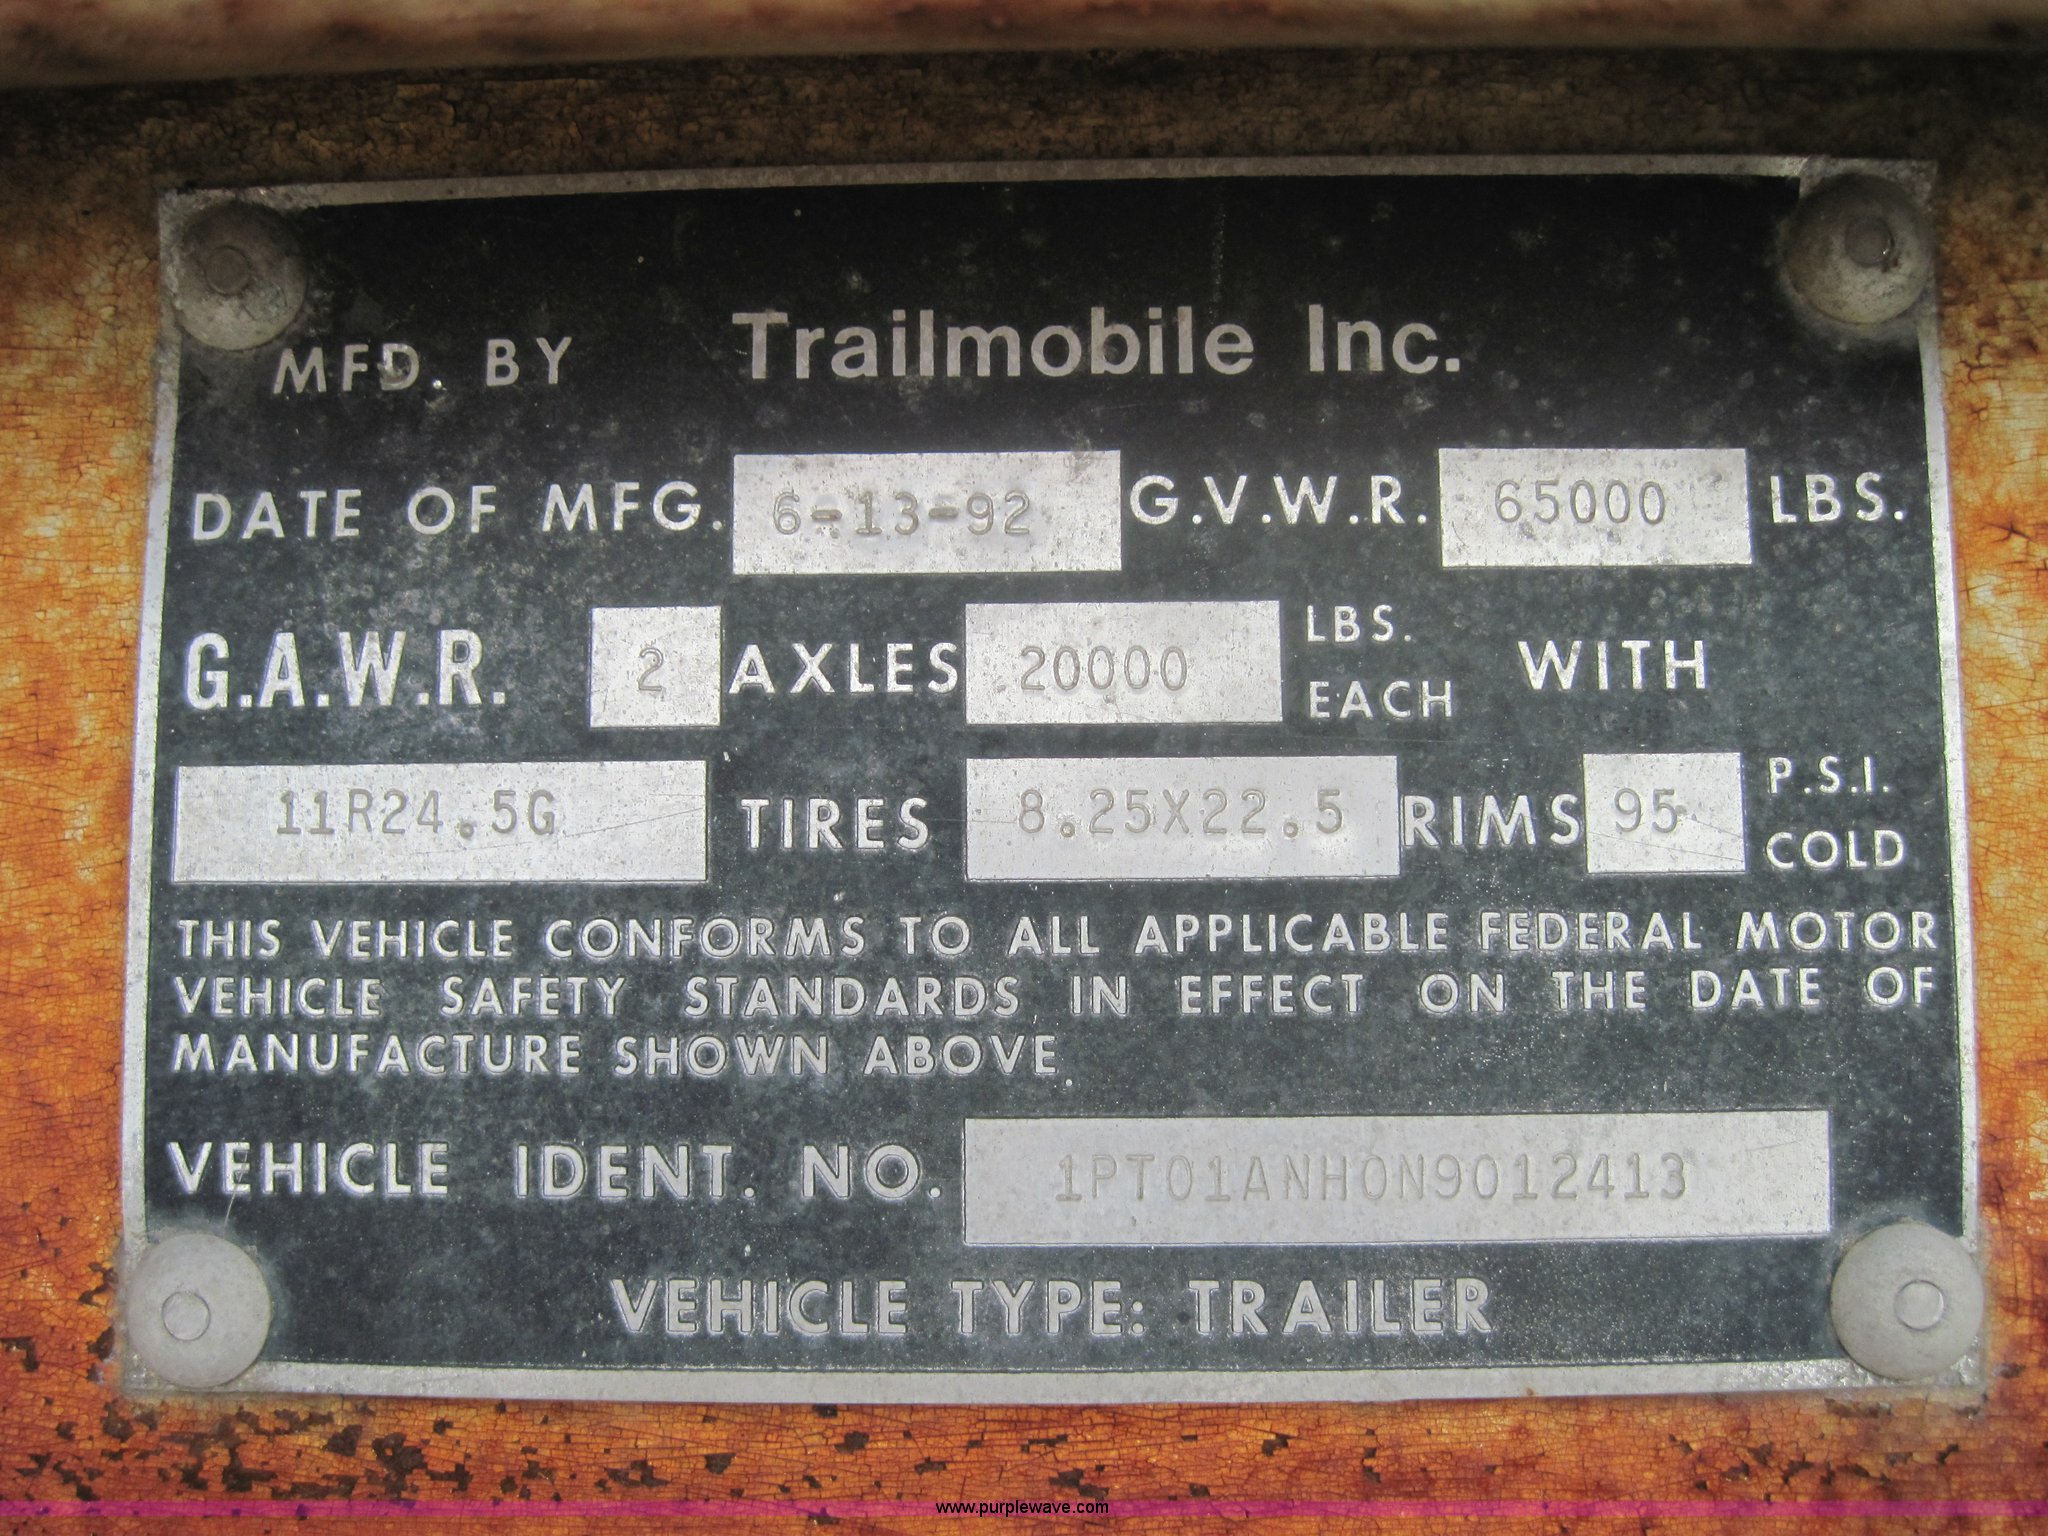 MFD. BY Trailmobile Inc.
DATE OF MFG. 6-13-92 G.V.W.R. 65000 LBS.
G.A.W.R. 2 AXLES 20000 LBS. EACH WITH
11R24.5G TIRES 8.25X22.5 RIMS 95 P.S.I. COLD
THIS VEHICLE CONFORMS TO ALL APPLICABLE FEDERAL MOTOR
VEHICLE SAFETY STANDARDS IN EFFECT ON THE DATE OF
MANUFACTURE SHOWN ABOVE.
VEHICLE IDENT. NO. 1PT01ANH0N9012413
VEHICLE TYPE: TRAILER
www.purplewave.com